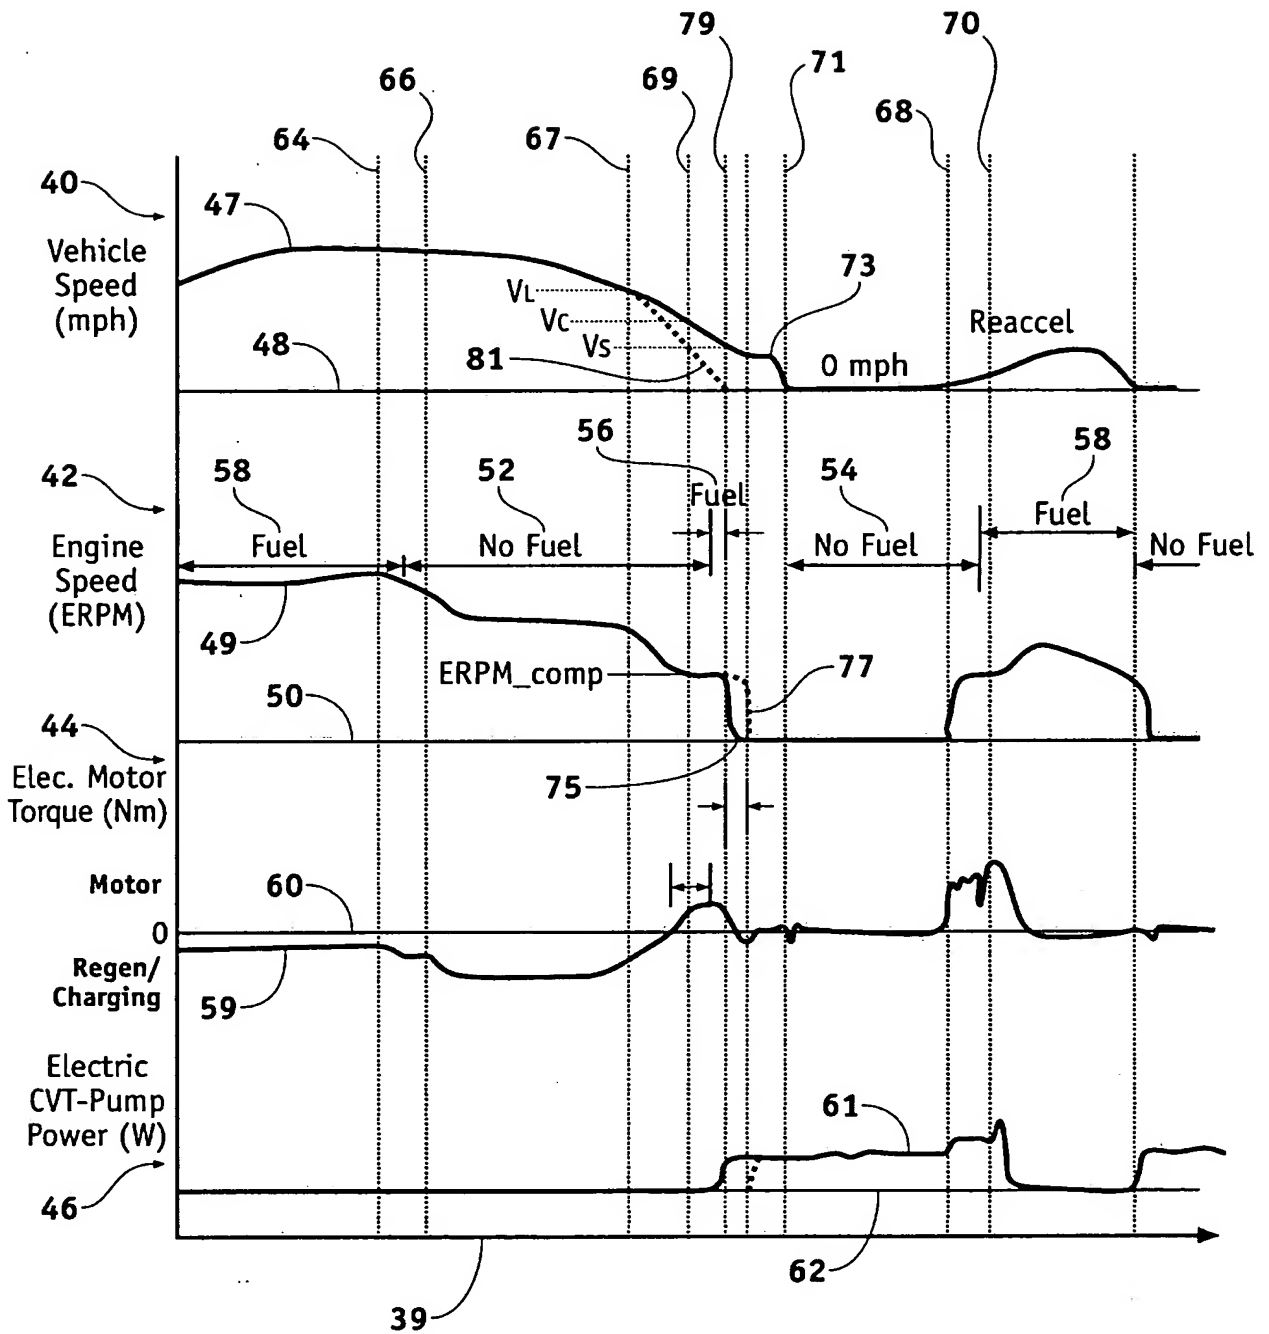 79
70
71
66
69
68
64
67
40
47
Vehicle
Speed
(mph)
73
VL
VC
VS
Reaccel
48
81
0 mph
56
58
42
58
52
54
Fuel
Fuel
Engine
Speed
(ERPM)
Fuel
No Fuel
No Fuel
No Fuel
49
ERPM_comp
77
50
44
Elec. Motor
Torque (Nm)
75
Motor
60
0
Regen/
Charging
59
Electric
CVT-Pump
Power (W)
61
46
62
39